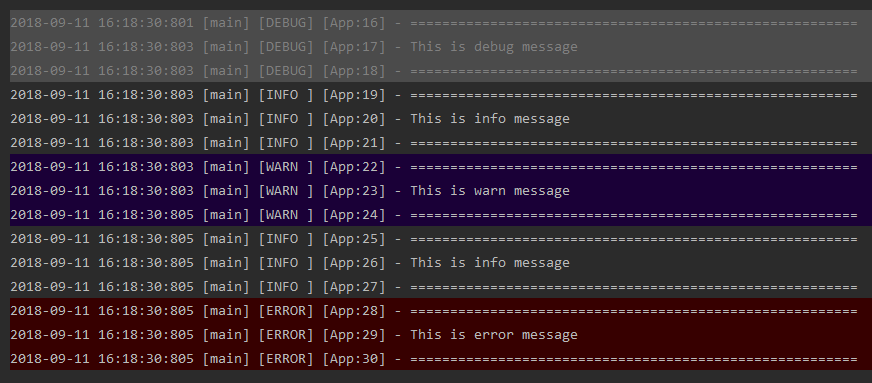 2018-09-11 16:18:30:801 [main] [DEBUG] [App:16] - ========================================================
2018-09-11 16:18:30:803 [main] [DEBUG] [App:17] - This is debug message
2018-09-11 16:18:30:803 [main] [DEBUG] [App:18] - ========================================================
2018-09-11 16:18:30:803 [main] [INFO ] [App:19] - ========================================================
2018-09-11 16:18:30:803 [main] [INFO ] [App:20] - This is info message
2018-09-11 16:18:30:803 [main] [INFO ] [App:21] - ========================================================
2018-09-11 16:18:30:803 [main] [WARN ] [App:22] - ========================================================
2018-09-11 16:18:30:803 [main] [WARN ] [App:23] - This is warn message
2018-09-11 16:18:30:805 [main] [WARN ] [App:24] - ========================================================
2018-09-11 16:18:30:805 [main] [INFO ] [App:25] - ========================================================
2018-09-11 16:18:30:805 [main] [INFO ] [App:26] - This is info message
2018-09-11 16:18:30:805 [main] [INFO ] [App:27] - ========================================================
2018-09-11 16:18:30:805 [main] [ERROR] [App:28] - ========================================================
2018-09-11 16:18:30:805 [main] [ERROR] [App:29] - This is error message
2018-09-11 16:18:30:805 [main] [ERROR] [App:30] - ========================================================